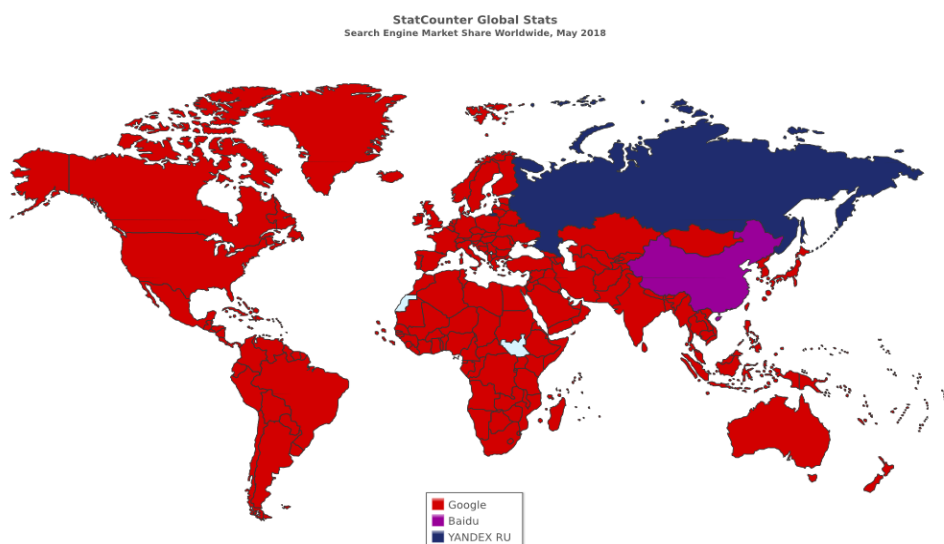 StatCounter Global Stats
Search Engine Market Share Worldwide, May 2018
Google
Baidu
YANDEX RU